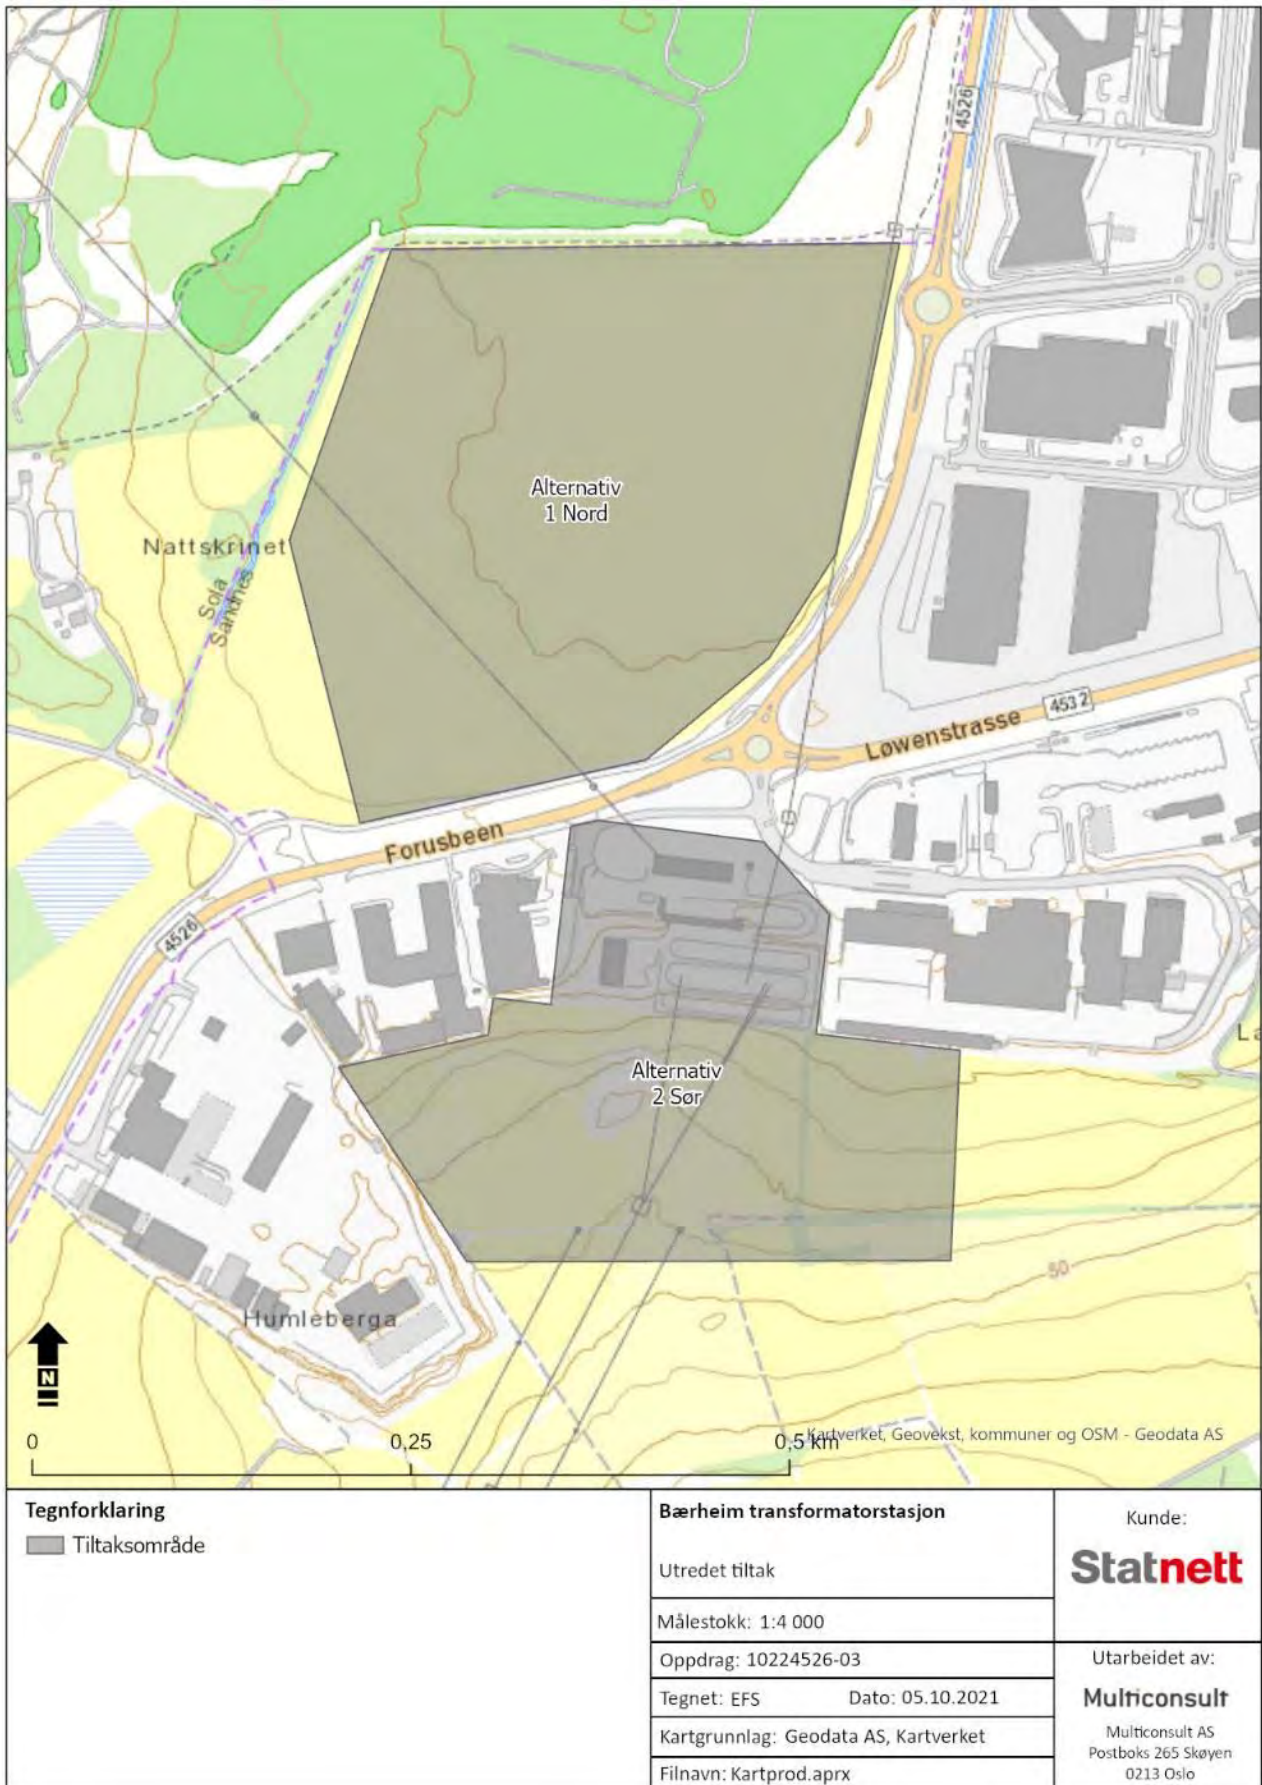 4526
Alternativ
1 Nord
Nattskrinet
Sola
Sandnes
4532
Løwenstrasse
Forusbeen
4526
Alternativ
2 Sør
50
Humleberga
N
0
0,25
0,5 km
Kartverket, Geovekst, kommuner og OSM - Geodata AS
Tegnforklaring
Tiltaksområde
Bærheim transformatorstasjon
Utredet tiltak
Målestokk: 1:4 000
Oppdrag: 10224526-03
Tegnet: EFS Dato: 05.10.2021
Kartgrunnlag: Geodata AS, Kartverket
Filnavn: Kartprod.aprx
Kunde:
Statnett
Utarbeidet av:
Multiconsult
Multiconsult AS
Postboks 265 Skøyen
0213 Oslo